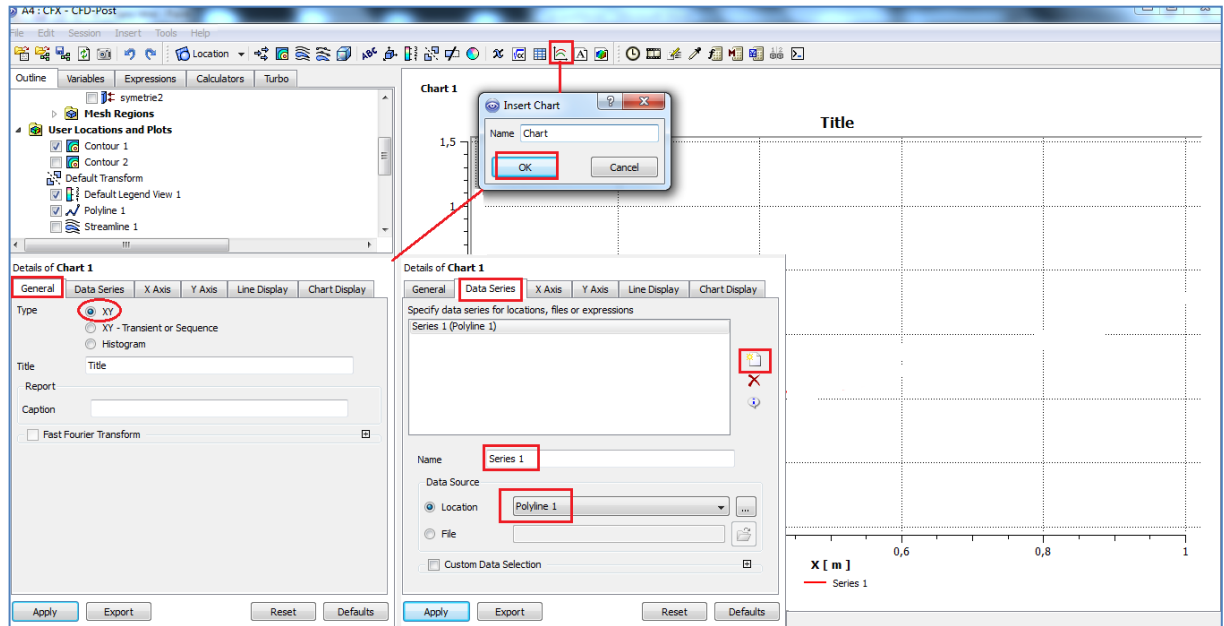 A4 : CFX - CFD-Post
File Edit Session Insert Tools Help
Location
Outline Variables Expressions Calculators Turbo
symetrie2
Mesh Regions
User Locations and Plots
Contour 1
Contour 2
Default Transform
Default Legend View 1
Polyline 1
Streamline 1
Details of Chart 1
General Data Series X Axis Y Axis Line Display Chart Display
Type XY
XY - Transient or Sequence
Histogram
Title Title
Report
Caption
Fast Fourier Transform
Apply Export Reset Defaults
Chart 1
Insert Chart
Name Chart
OK Cancel
Title
1,5
1
Details of Chart 1
General Data Series X Axis Y Axis Line Display Chart Display
Specify data series for locations, files or expressions
Series 1 (Polyline 1)
Name Series 1
Data Source
Location Polyline 1 ...
File
Custom Data Selection
Apply Export Reset Defaults
0,6 0,8 1
X [ m ]
Series 1